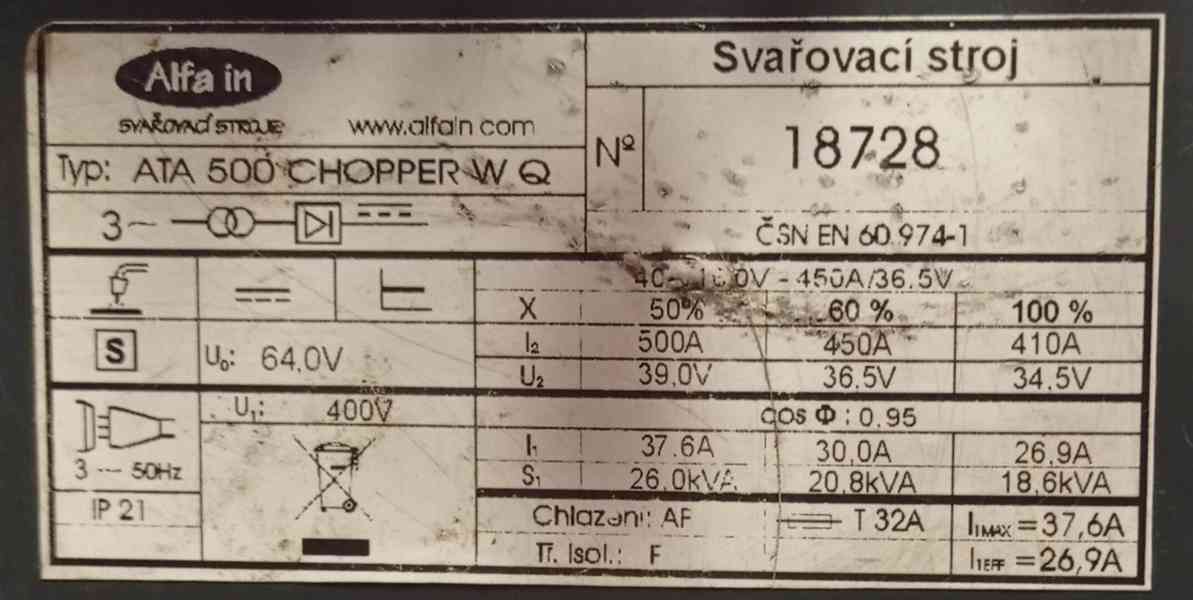 Alfa in
SVAŘOVACÍ STROJE
www.alfain.com
Svařovací stroj
Typ: ATA 500 CHOPPER W Q
Nº 18728
3~
ČSN EN 60 974-1
- 450A/36.5V
X 50% 60 % 100 %
I₂ 500A 450A 410A
U₂ 39,0V 36,5V 34,5V
S
U₀: 64,0V
U₁: 400V
cos Φ : 0,95
I₁ 37,6A 30,0A 26,9A
S₁ 26,0kVA 20,8kVA 18,6kVA
3 ~ 50Hz
IP 21
Chlazení: AF
T 32A
I1MAX =37,6A
Tř. Isol.: F
I1EFF =26,9A